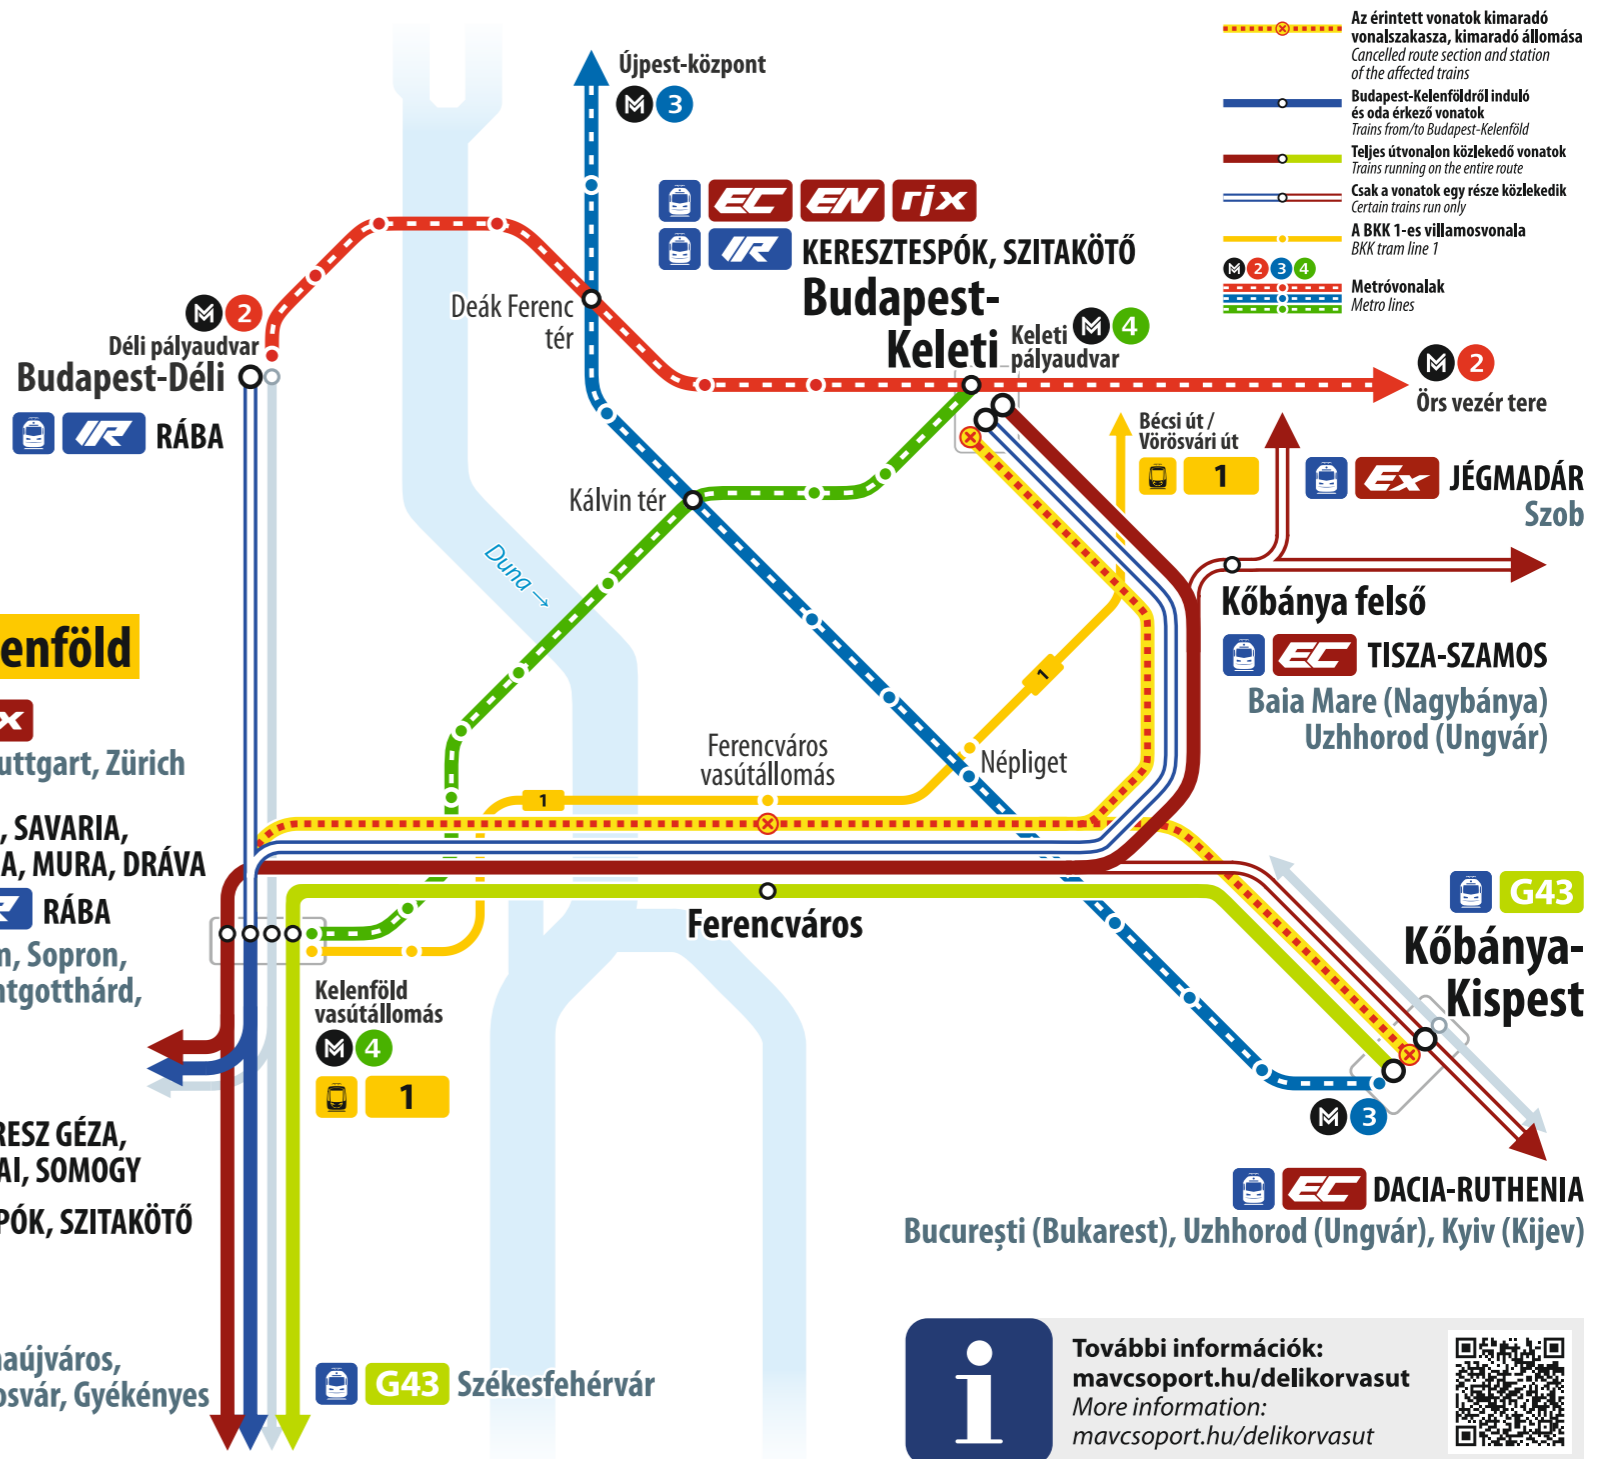 Az érintett vonatok kimaradó
vonalszakasza, kimaradó állomása
Cancelled route section and station
of the affected trains
Budapest-Kelenföldről induló
és oda érkező vonatok
Trains from/to Budapest-Kelenföld
Teljes útvonalon közlekedő vonatok
Trains running on the entire route
Csak a vonatok egy része közlekedik
Certain trains run only
A BKK 1-es villamosvonala
BKK tram line 1
M 2 3 4
Metróvonalak
Metro lines
Újpest-központ
M 3
EC EN rjx
IR KERESZTESPÓK, SZITAKÖTŐ
Budapest-
Keleti
Keleti
pályaudvar
M 4
Deák Ferenc
tér
M 2
Déli pályaudvar
Budapest-Déli
IR RÁBA
M 2
Örs vezér tere
Bécsi út /
Vörösvári út
1
Ex JÉGMADÁR
Szob
Kálvin tér
Duna →
Kőbánya felső
EC TISZA-SZAMOS
Baia Mare (Nagybánya)
Uzhhorod (Ungvár)
enföld
x
uttgart, Zürich
, SAVARIA,
A, MURA, DRÁVA
R RÁBA
n, Sopron,
ntgotthárd,
1
Ferencváros
vasútállomás
Népliget
1
Ferencváros
G43
Kőbánya-
Kispest
Kelenföld
vasútállomás
M 4
1
M 3
RESZ GÉZA,
AI, SOMOGY
PÓK, SZITAKÖTŐ
EC DACIA-RUTHENIA
București (Bukarest), Uzhhorod (Ungvár), Kyiv (Kijev)
naújváros,
osvár, Gyékényes
G43 Székesfehérvár
i
További információk:
mavcsoport.hu/delikorvasut
More information:
mavcsoport.hu/delikorvasut